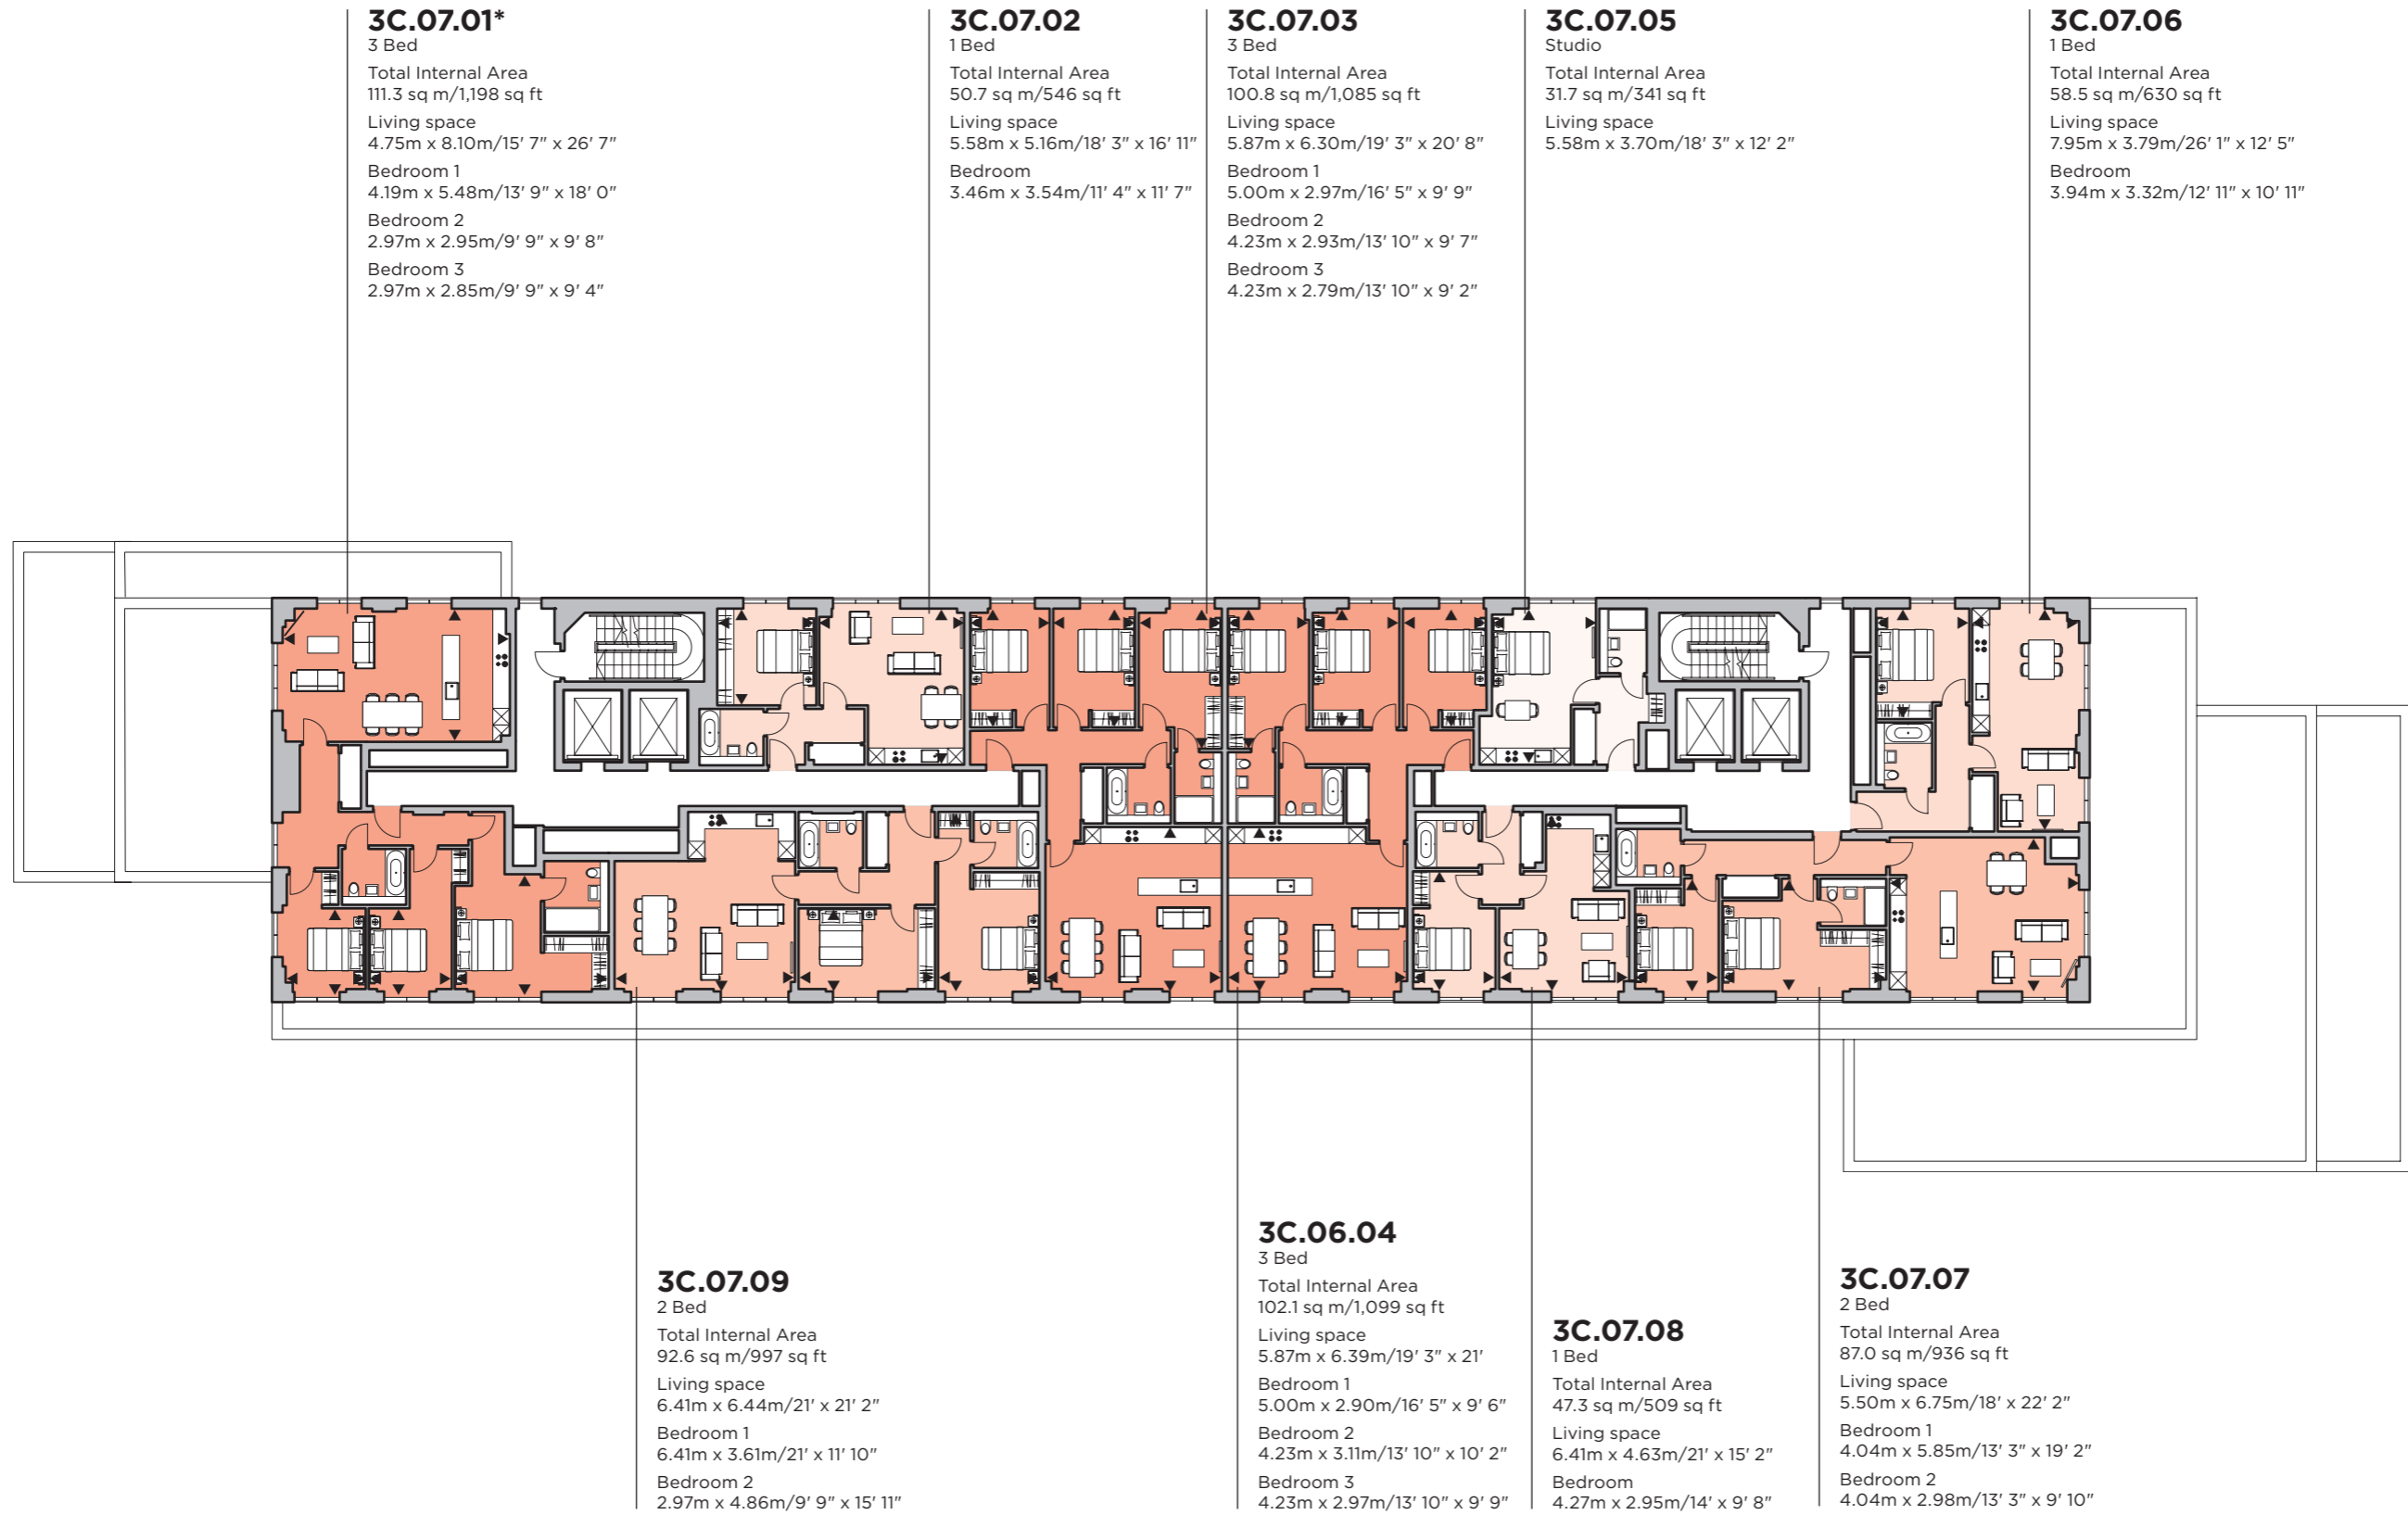 3C.07.01*
3 Bed
Total Internal Area
111.3 sq m/1,198 sq ft
Living space
4.75m x 8.10m/15' 7" x 26' 7"
Bedroom 1
4.19m x 5.48m/13' 9" x 18' 0"
Bedroom 2
2.97m x 2.95m/9' 9" x 9' 8"
Bedroom 3
2.97m x 2.85m/9' 9" x 9' 4"
3C.07.02
1 Bed
Total Internal Area
50.7 sq m/546 sq ft
Living space
5.58m x 5.16m/18' 3" x 16' 11"
Bedroom
3.46m x 3.54m/11' 4" x 11' 7"
3C.07.03
3 Bed
Total Internal Area
100.8 sq m/1,085 sq ft
Living space
5.87m x 6.30m/19' 3" x 20' 8"
Bedroom 1
5.00m x 2.97m/16' 5" x 9' 9"
Bedroom 2
4.23m x 2.93m/13' 10" x 9' 7"
Bedroom 3
4.23m x 2.79m/13' 10" x 9' 2"
3C.07.05
Studio
Total Internal Area
31.7 sq m/341 sq ft
Living space
5.58m x 3.70m/18' 3" x 12' 2"
3C.07.06
1 Bed
Total Internal Area
58.5 sq m/630 sq ft
Living space
7.95m x 3.79m/26' 1" x 12' 5"
Bedroom
3.94m x 3.32m/12' 11" x 10' 11"
3C.07.09
2 Bed
Total Internal Area
92.6 sq m/997 sq ft
Living space
6.41m x 6.44m/21' x 21' 2"
Bedroom 1
6.41m x 3.61m/21' x 11' 10"
Bedroom 2
2.97m x 4.86m/9' 9" x 15' 11"
3C.06.04
3 Bed
Total Internal Area
102.1 sq m/1,099 sq ft
Living space
5.87m x 6.39m/19' 3" x 21'
Bedroom 1
5.00m x 2.90m/16' 5" x 9' 6"
Bedroom 2
4.23m x 3.11m/13' 10" x 10' 2"
Bedroom 3
4.23m x 2.97m/13' 10" x 9' 9"
3C.07.08
1 Bed
Total Internal Area
47.3 sq m/509 sq ft
Living space
6.41m x 4.63m/21' x 15' 2"
Bedroom
4.27m x 2.95m/14' x 9' 8"
3C.07.07
2 Bed
Total Internal Area
87.0 sq m/936 sq ft
Living space
5.50m x 6.75m/18' x 22' 2"
Bedroom 1
4.04m x 5.85m/13' 3" x 19' 2"
Bedroom 2
4.04m x 2.98m/13' 3" x 9' 10"